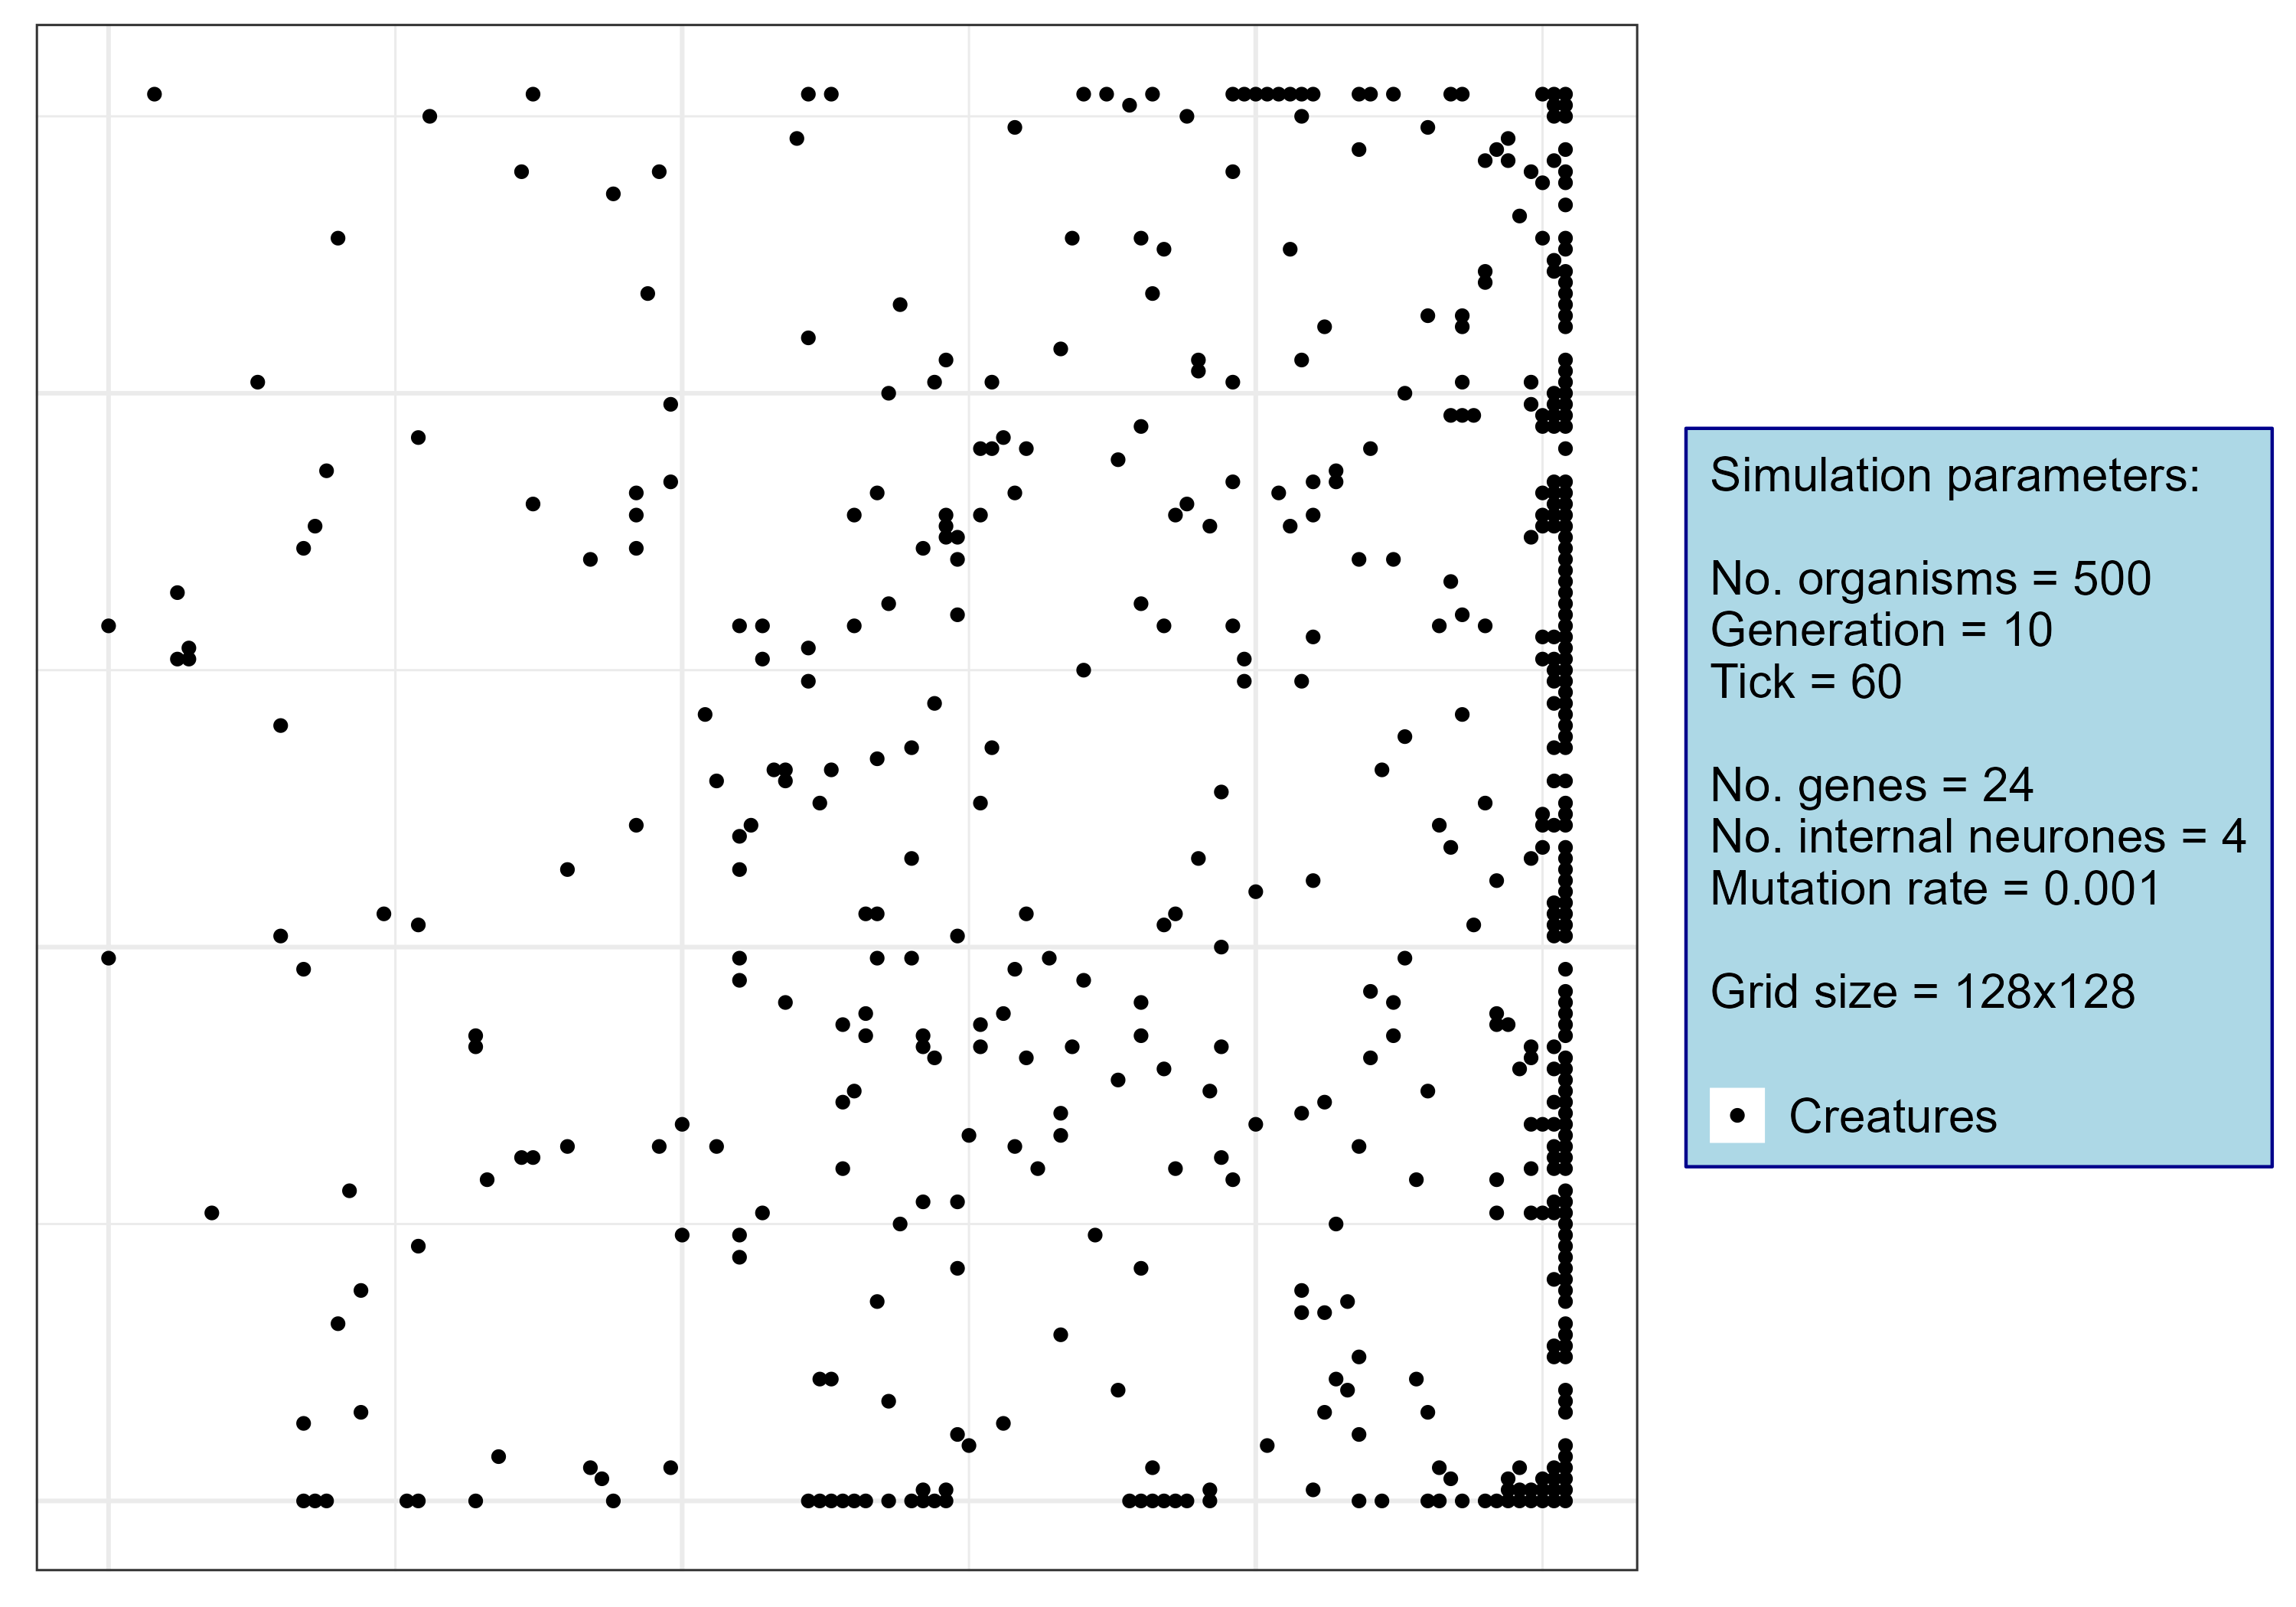 Simulation parameters:
No. organisms = 500
Generation = 10
Tick = 60
No. genes = 24
No. internal neurones = 4
Mutation rate = 0.001
Grid size = 128x128
Creatures